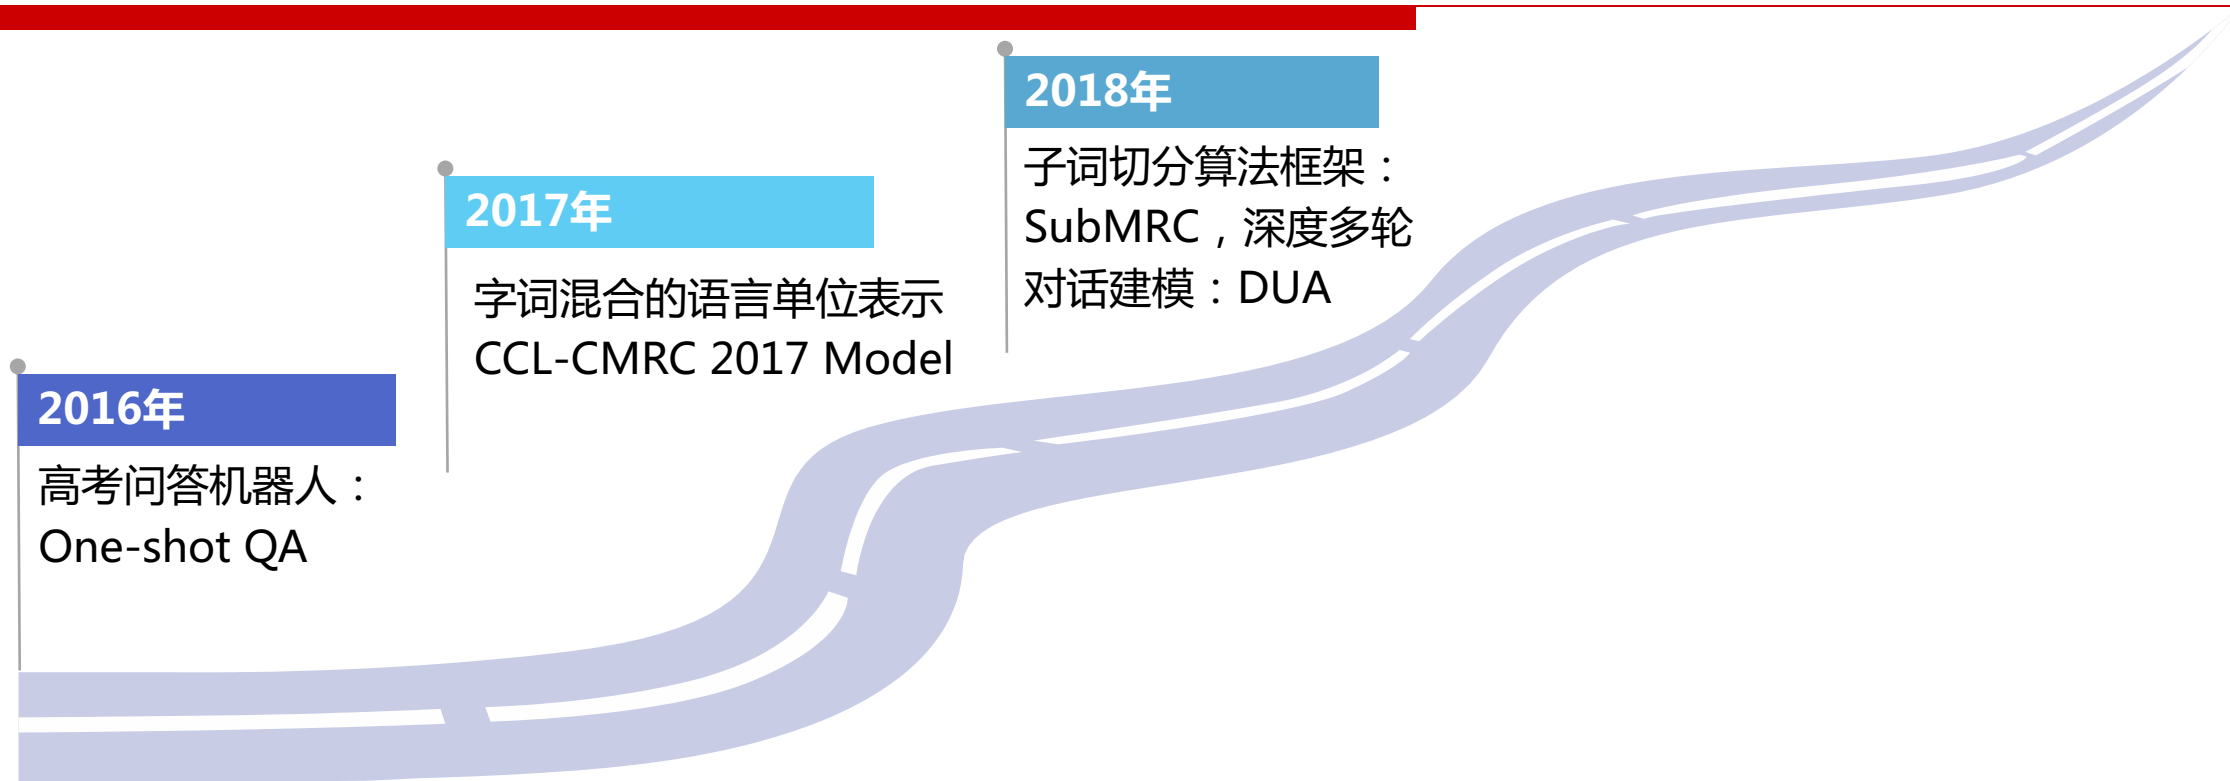 2016年
高考问答机器人：
One-shot QA
2017年
字词混合的语言单位表示
CCL-CMRC 2017 Model
2018年
子词切分算法框架：
SubMRC，深度多轮
对话建模：DUA